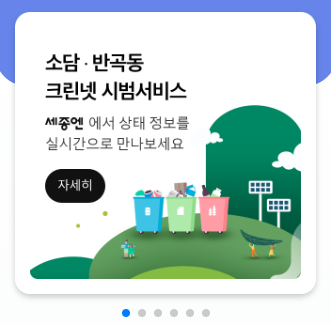 소담 · 반곡동
크린넷 시범서비스
세종엔 에서 상태 정보를
실시간으로 만나보세요
자세히